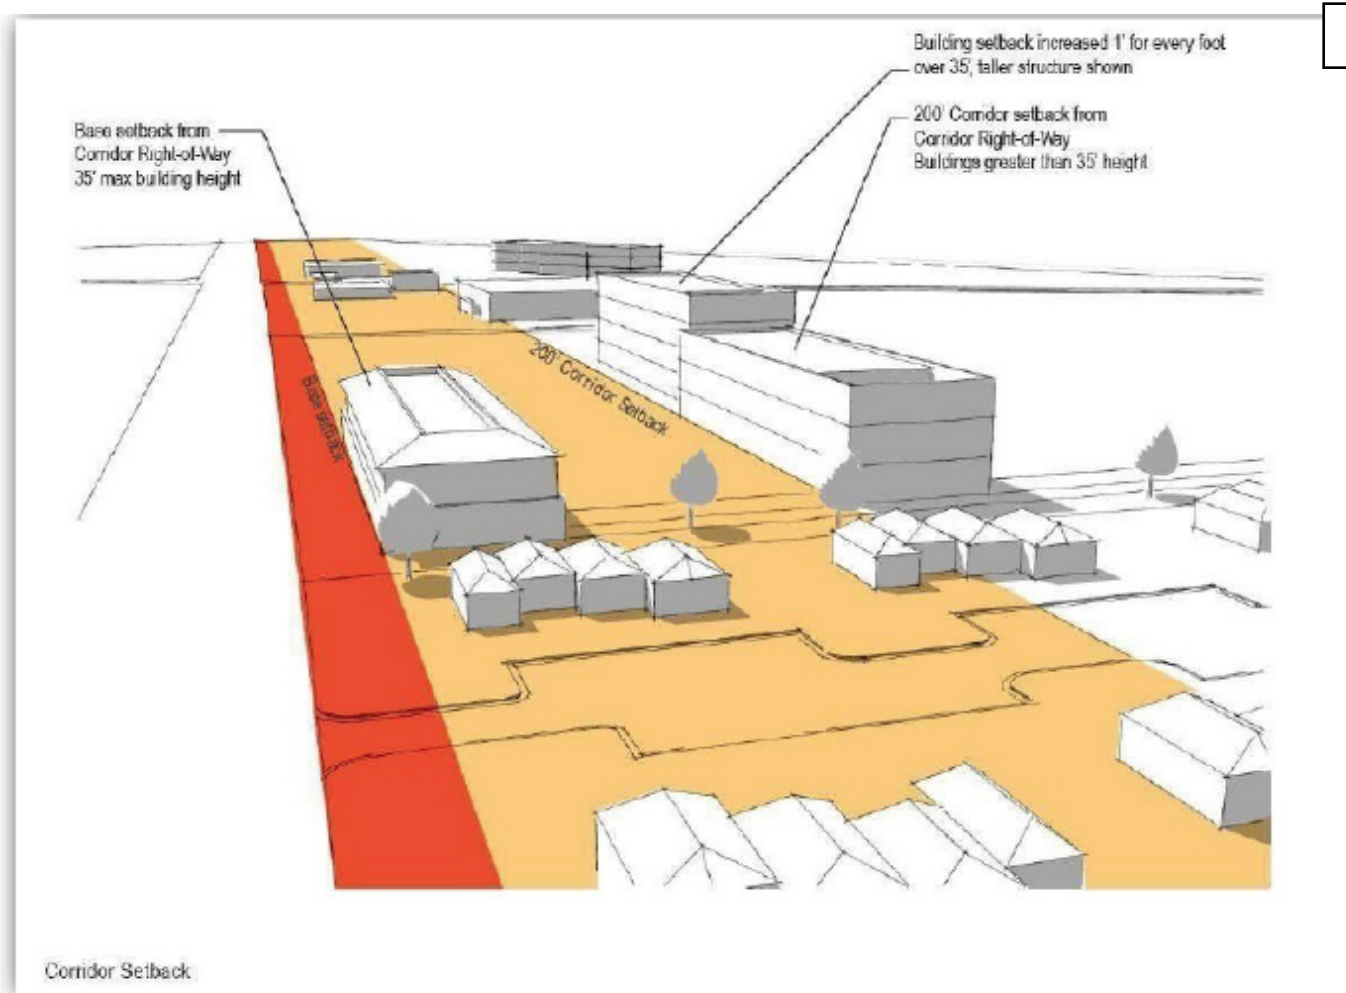 Building setback increased 1' for every foot
over 35', taller structure shown
200' Corridor setback from
Corridor Right-of-Way
Buildings greater than 35' height
Base setback from
Corridor Right-of-Way
35' max building height
200' Corridor Setback
Base setback
Corridor Setback